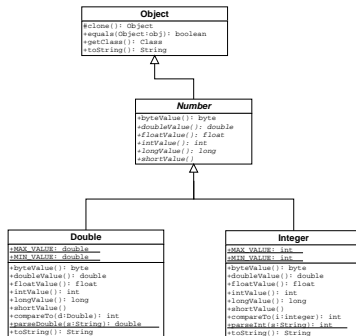 Object
#clone(): Object
+equals(Object:obj): boolean
+getClass(): Class
+toString(): String
Number
+byteValue(): byte
+doubleValue(): double
+floatValue(): float
+intValue(): int
+longValue(): long
+shortValue()
Double
+MAX_VALUE: double
+MIN_VALUE: double
+byteValue(): byte
+doubleValue(): double
+floatValue(): float
+intValue(): int
+longValue(): long
+shortValue()
+compareTo(d:Double): int
+parseDouble(s:String): double
+toString(): String
Integer
+MAX_VALUE: int
+MIN_VALUE: int
+byteValue(): byte
+doubleValue(): double
+floatValue(): float
+intValue(): int
+longValue(): long
+shortValue()
+compareTo(i:integer): int
+parseInt(s:String): int
+toString(): String